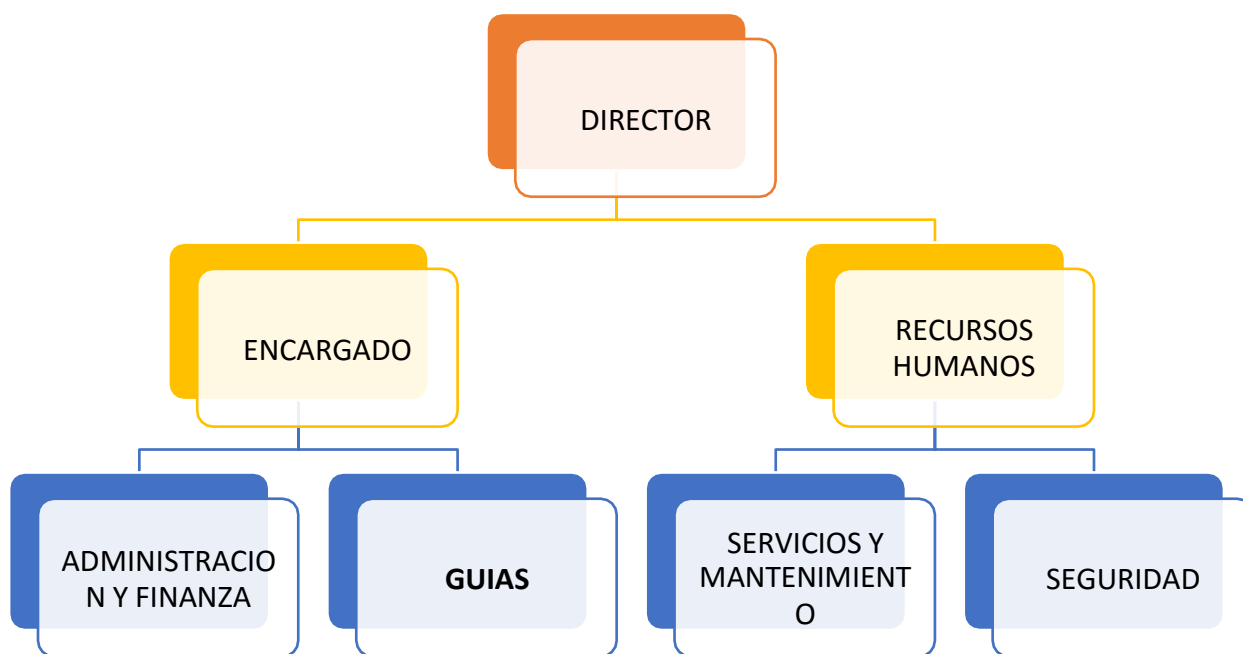 DIRECTOR
ENCARGADO
RECURSOS
HUMANOS
ADMINISTRACIO
N Y FINANZA
GUIAS
SERVICIOS Y
MANTENIMIENT
O
SEGURIDAD